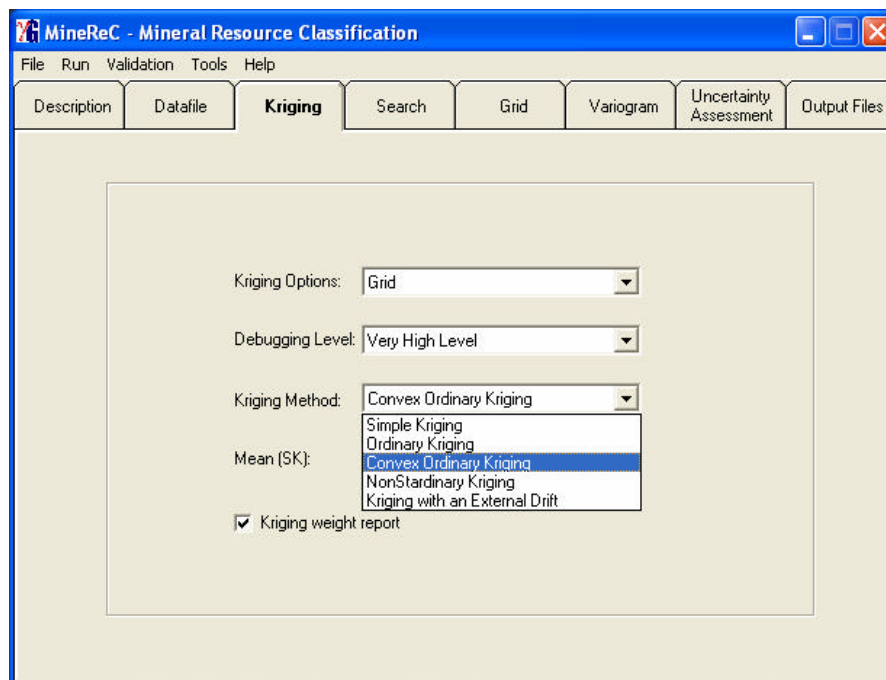 MineReC - Mineral Resource Classification
File Run Validation Tools Help
Description Datafile Kriging Search Grid Variogram Uncertainty Assessment Output Files
Kriging Options: Grid
Debugging Level: Very High Level
Kriging Method: Convex Ordinary Kriging
Simple Kriging
Ordinary Kriging
Convex Ordinary Kriging
NonStardinary Kriging
Kriging with an External Drift
Mean (SK):
Kriging weight report